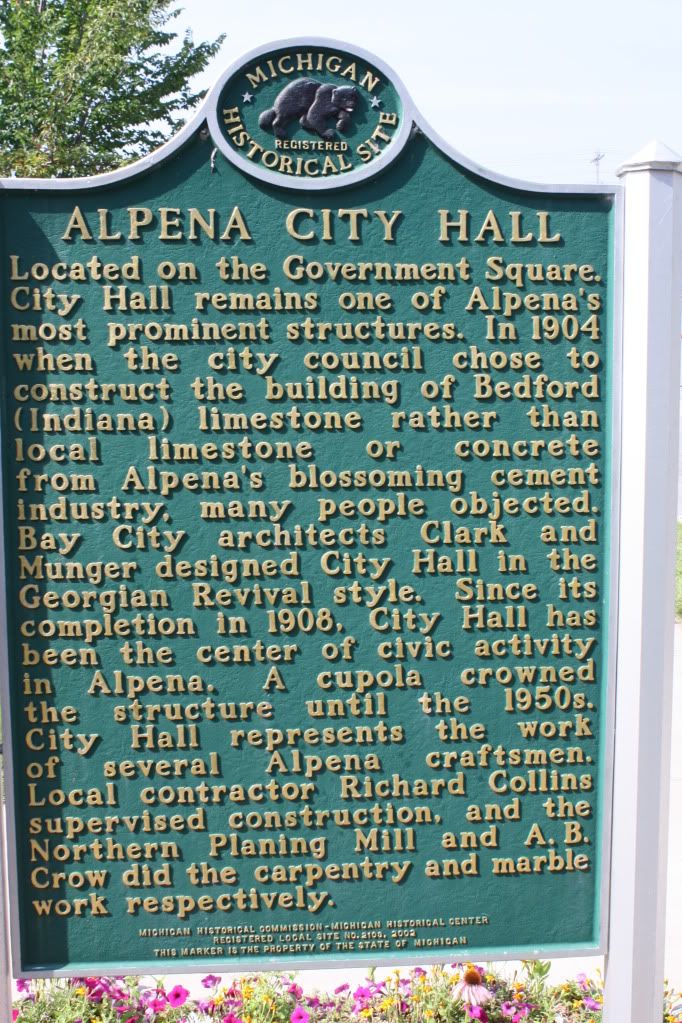 MICHIGAN
REGISTERED
HISTORICAL SITE
ALPENA CITY HALL
Located on the Government Square.
City Hall remains one of Alpena's
most prominent structures. In 1904
when the city council chose to
construct the building of Bedford
(Indiana) limestone rather than
local limestone or concrete
from Alpena's blossoming cement
industry, many people objected.
Bay City architects Clark and
Munger designed City Hall in the
Georgian Revival style. Since its
completion in 1908, City Hall has
been the center of civic activity
in Alpena. A cupola crowned
the structure until the 1950s.
City Hall represents the work
of several Alpena craftsmen.
Local contractor Richard Collins
supervised construction, and the
Northern Planing Mill and A.B.
Crow did the carpentry and marble
work respectively.
MICHIGAN HISTORICAL COMMISSION-MICHIGAN HISTORICAL CENTER
REGISTERED LOCAL SITE NO. 2109, 2002
THIS MARKER IS THE PROPERTY OF THE STATE OF MICHIGAN